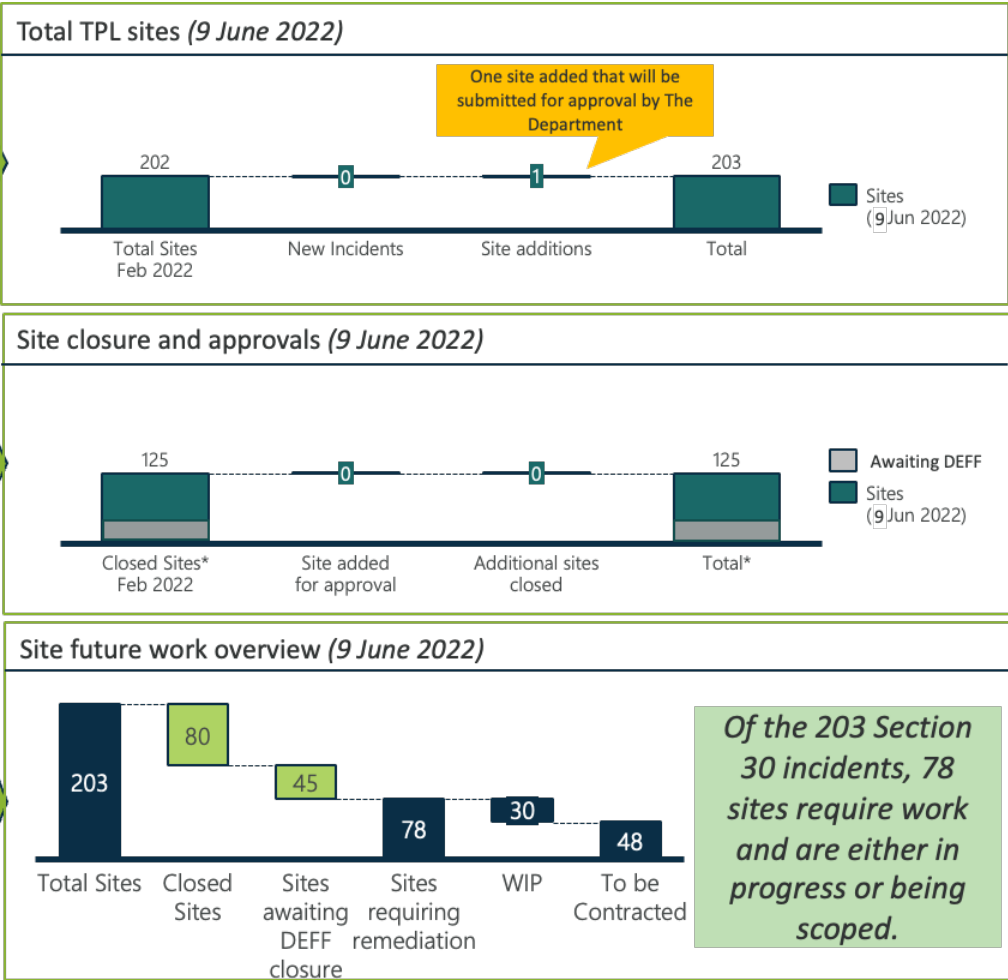 Total TPL sites (9 June 2022)
One site added that will be
submitted for approval by The
Department
202
0
1
203
Sites
(9 Jun 2022)
Total Sites
Feb 2022
New Incidents
Site additions
Total
Site closure and approvals (9 June 2022)
125
0
0
125
Awaiting DEFF
Sites
(9 Jun 2022)
Closed Sites*
Feb 2022
Site added
for approval
Additional sites
closed
Total*
Site future work overview (9 June 2022)
203
80
45
78
30
48
Total Sites
Closed
Sites
Sites
awaiting
DEFF
closure
Sites
requiring
remediation
WIP
To be
Contracted
Of the 203 Section
30 incidents, 78
sites require work
and are either in
progress or being
scoped.